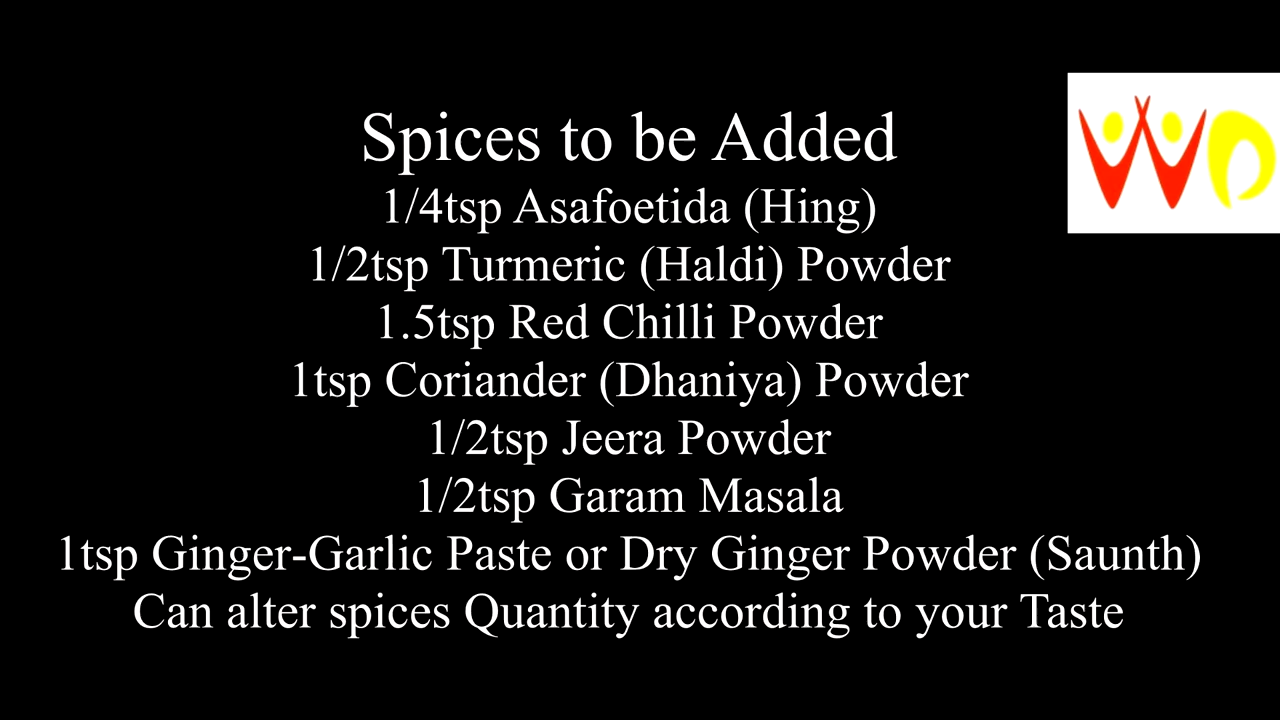 Spices to be Added
1/4tsp Asafoetida (Hing)
1/2tsp Turmeric (Haldi) Powder
1.5tsp Red Chilli Powder
1tsp Coriander (Dhaniya) Powder
1/2tsp Jeera Powder
1/2tsp Garam Masala
1tsp Ginger-Garlic Paste or Dry Ginger Powder (Saunth)
Can alter spices Quantity according to your Taste